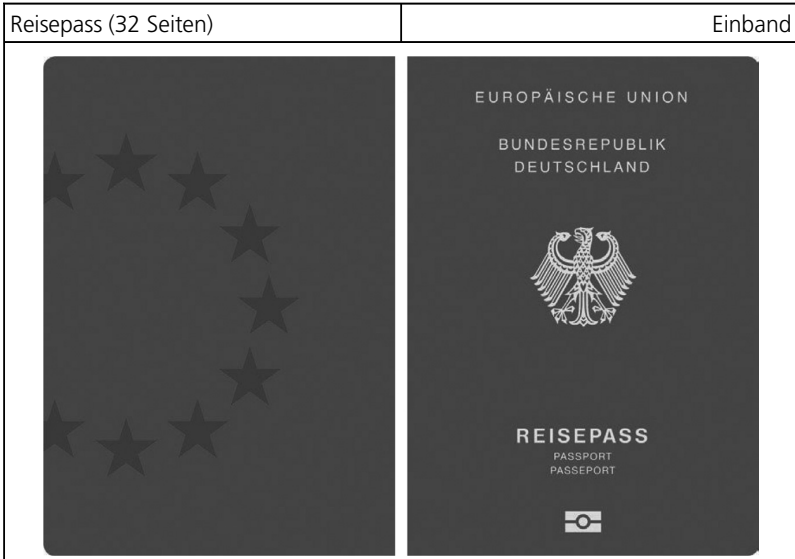 Reisepass (32 Seiten) Einband
EUROPÄISCHE UNION
BUNDESREPUBLIK
DEUTSCHLAND
REISEPASS
PASSPORT
PASSEPORT